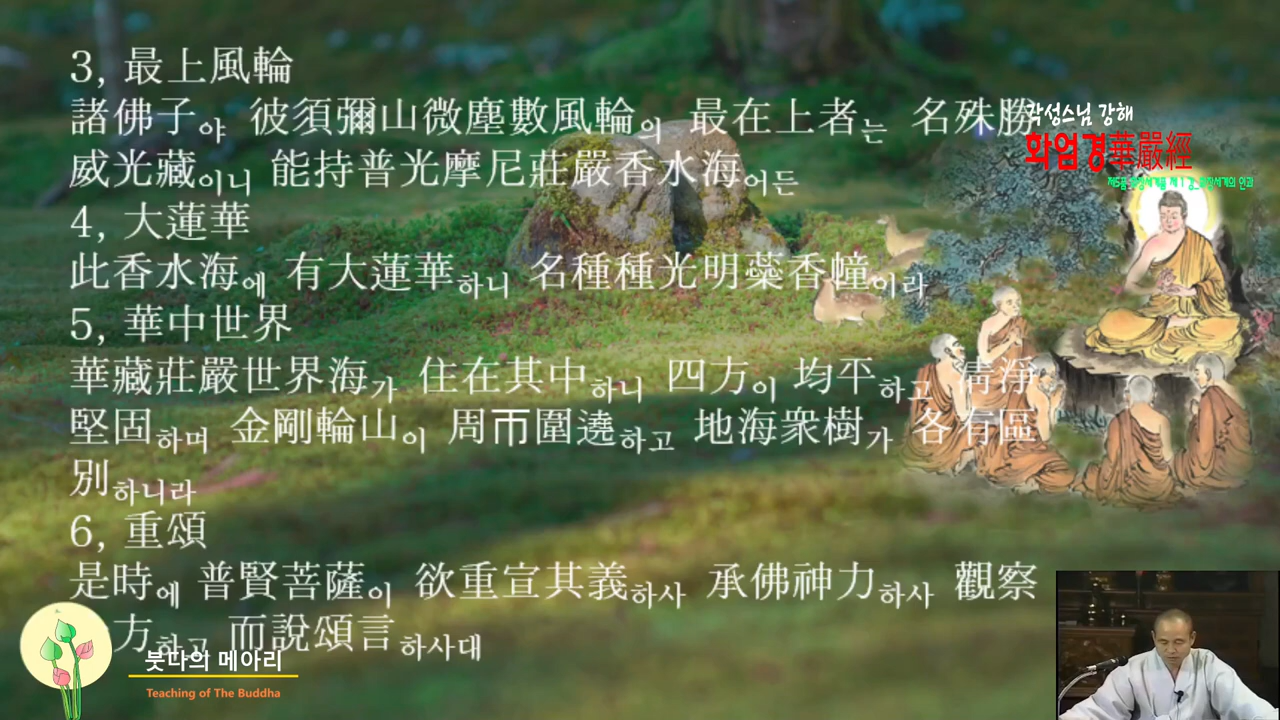 3, 最上風輪
諸佛子야 彼須彌山微塵數風輪의 最在上者는 名殊勝
威光藏이니 能持普光摩尼莊嚴香水海어든
4, 大蓮華
此香水海에 有大蓮華하니 名種種光明蘂香幢이라
5, 華中世界
華藏莊嚴世界海가 住在其中하니 四方이 均平하고 淸淨
堅固하며 金剛輪山이 周帀圍遶하고 地海衆樹가 各有區
別하니라
6, 重頌
是時에 普賢菩薩이 欲重宣其義하사 承佛神力하사 觀察
方하고 而說頌言하사대
각성스님 강해
화엄경華嚴經
붓다의 메아리
Teaching of The Buddha